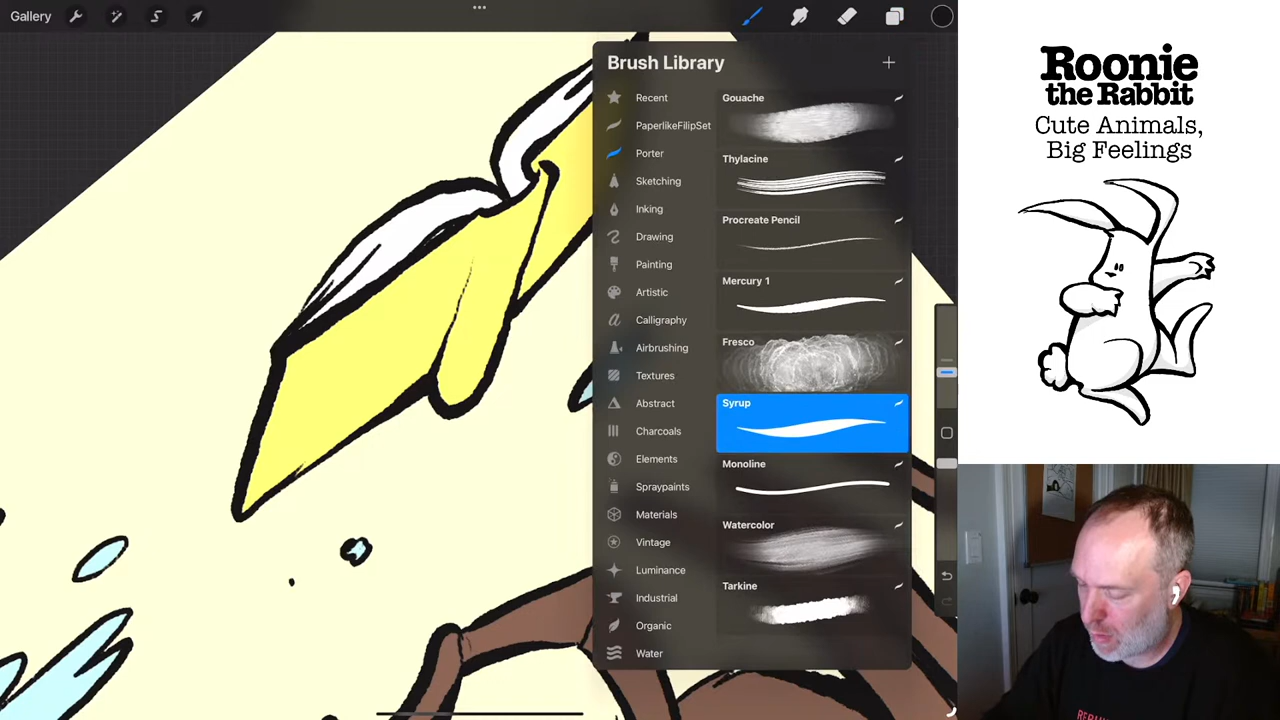 Gallery
Brush Library
Recent
PaperlikeFilipSet
Porter
Sketching
Inking
Drawing
Painting
Artistic
Calligraphy
Airbrushing
Textures
Abstract
Charcoals
Elements
Spraypaints
Materials
Vintage
Luminance
Industrial
Organic
Water
Gouache
Thylacine
Procreate Pencil
Mercury 1
Fresco
Syrup
Monoline
Watercolor
Tarkine
Roonie
the Rabbit
Cute Animals,
Big Feelings